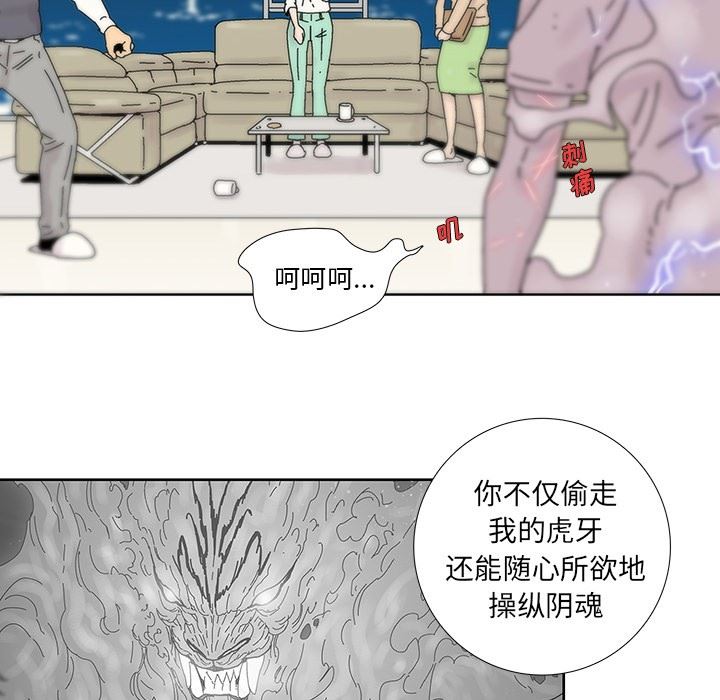 刺痛
叽
呵呵呵...
你不仅偷走
我的虎牙
还能随心所欲地
操纵阴魂